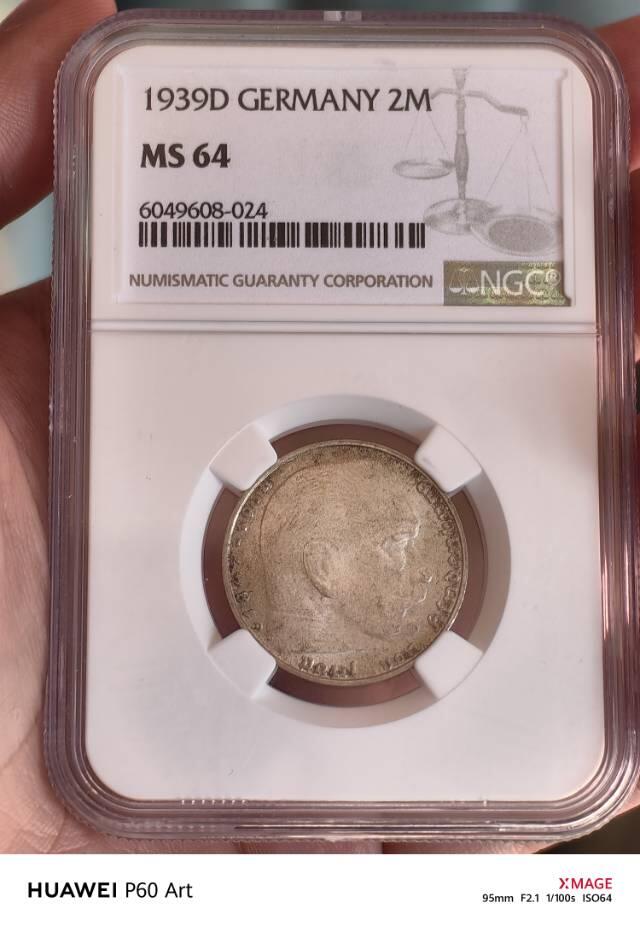 1939D GERMANY 2M
MS 64
6049608-024
NUMISMATIC GUARANTY CORPORATION
NGC®
HUAWEI P60 Art
XMAGE
95mm F2.1 1/100s ISO64